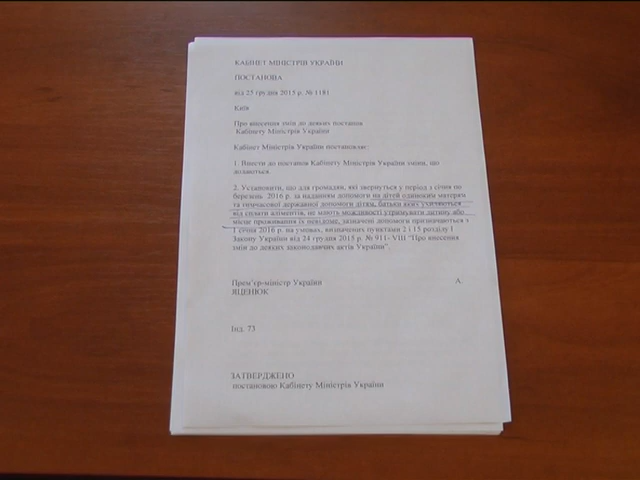 КАБІНЕТ МІНІСТРІВ УКРАЇНИ
ПОСТАНОВА
від 25 грудня 2015 р. № 1181
Київ
Про внесення змін до деяких постанов
Кабінету Міністрів України
Кабінет Міністрів України постановляє:
1. Внести до постанов Кабінету Міністрів України зміни, що
додаються.
2. Установити, що для громадян, які звернуться у період з січня по
березень 2016 р. за наданням допомоги на дітей одиноким матерям
та тимчасової державної допомоги дітям, батьки яких ухиляються
від сплати аліментів, не мають можливості утримувати дитину або
місце проживання їх невідоме, зазначені допомоги призначаються з
1 січня 2016 р. на умовах, визначених пунктами 2 і 15 розділу I
Закону України від 24 грудня 2015 р. № 911- VIII "Про внесення
змін до деяких законодавчих актів України".
Прем'єр-міністр України А.
ЯЦЕНЮК
Інд. 73
ЗАТВЕРДЖЕНО
постановою Кабінету Міністрів України